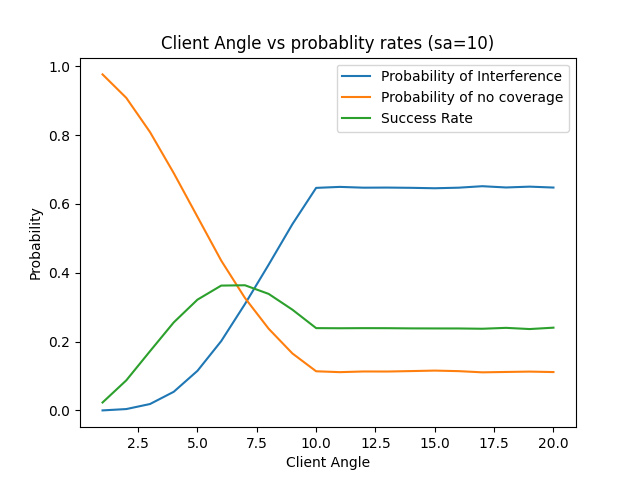 Client Angle vs probablity rates (sa=10)
Probability of Interference
Probability of no coverage
Success Rate
1.0
0.8
0.6
0.4
0.2
0.0
Probability
2.5 5.0 7.5 10.0 12.5 15.0 17.5 20.0
Client Angle